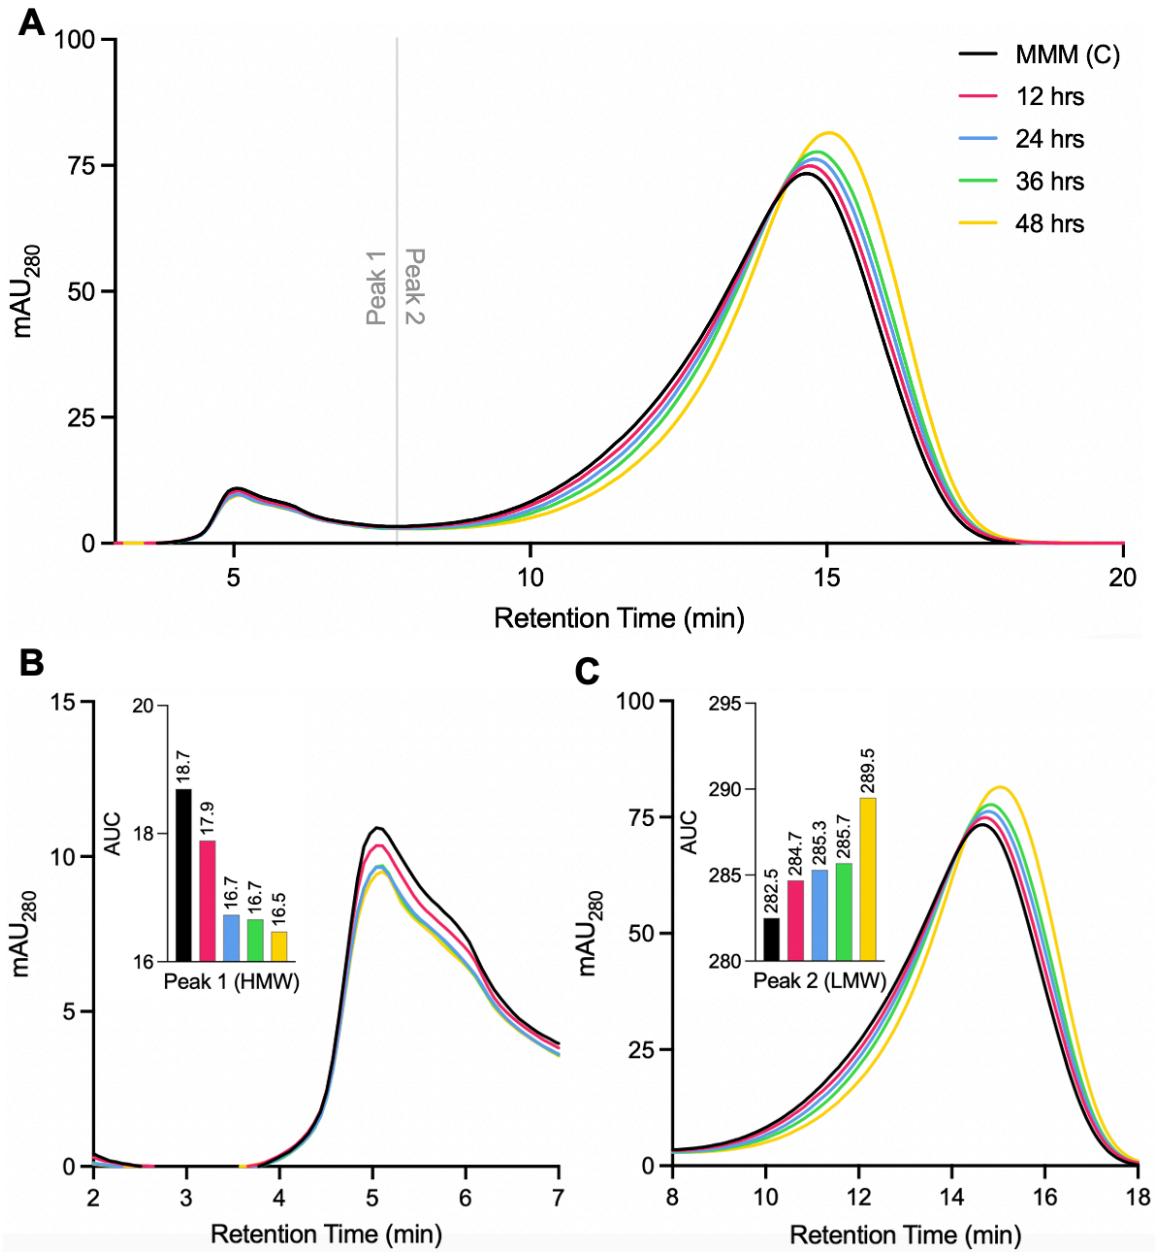 A
100
75
50
25
0
mAU280
5
10
15
20
Retention Time (min)
Peak 1
Peak 2
MMM (C)
12 hrs
24 hrs
36 hrs
48 hrs
B
15
10
5
0
mAU280
2
3
4
5
6
7
Retention Time (min)
20
18
16
AUC
18.7
17.9
16.7
16.7
16.5
Peak 1 (HMW)
C
100
75
50
25
0
mAU280
8
10
12
14
16
18
Retention Time (min)
295
290
285
280
AUC
282.5
284.7
285.3
285.7
289.5
Peak 2 (LMW)